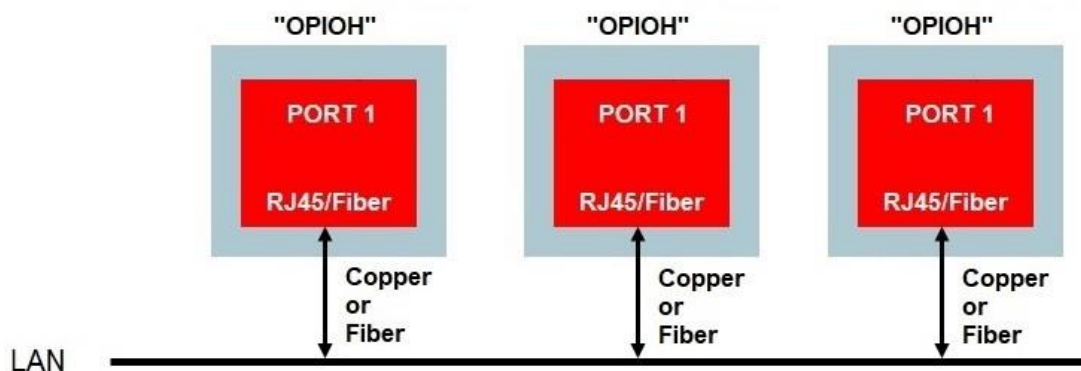 "OPIOH" "OPIOH" "OPIOH"
PORT 1 PORT 1 PORT 1
RJ45/Fiber RJ45/Fiber RJ45/Fiber
Copper Copper Copper
or or or
Fiber Fiber Fiber
LAN